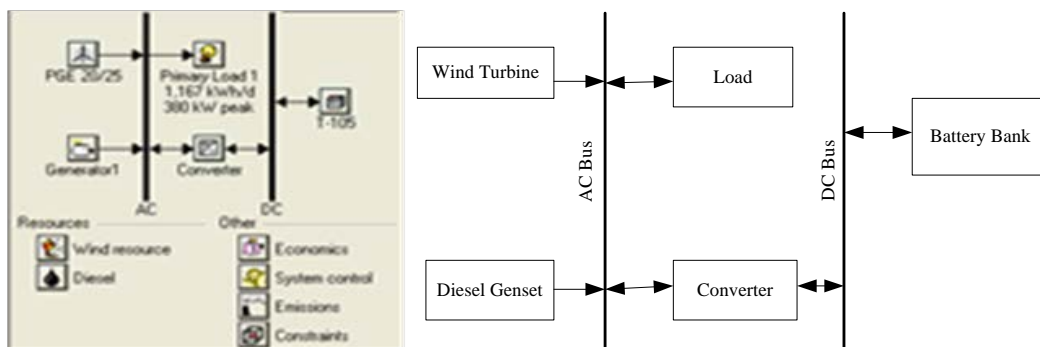 PGE 20/25
Primary Load 1
1,167 kWh/d
380 kW peak
T-105
Generator1
Converter
AC
DC
Resources
Other
Wind resource
Economics
Diesel
System control
Emissions
Constraints
Wind Turbine
Load
AC Bus
DC Bus
Battery Bank
Diesel Genset
Converter